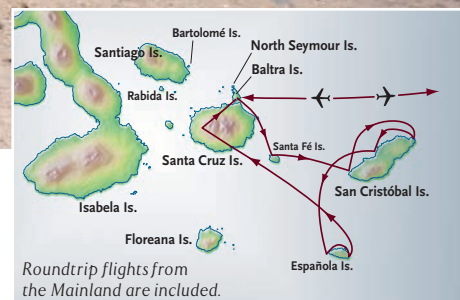 Bartolomé Is.
Santiago Is.
North Seymour Is.
Baltra Is.
Rabida Is.
Santa Fé Is.
Santa Cruz Is.
San Cristóbal Is.
Isabela Is.
Floreana Is.
Española Is.
Roundtrip flights from
the Mainland are included.